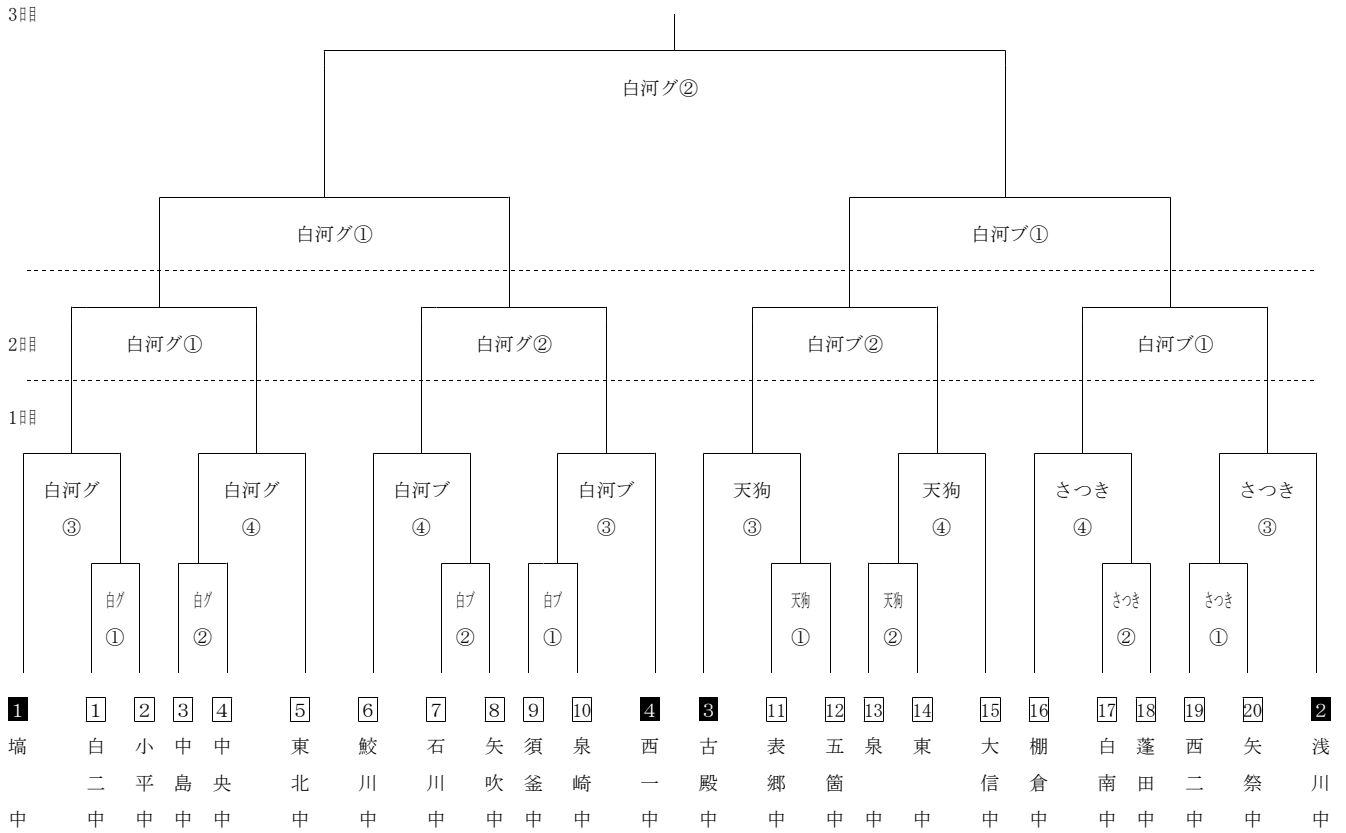 3日目
白河グ②
白河グ① 白河ブ①
2日目 白河グ① 白河グ② 白河ブ② 白河ブ①
1日目
白河グ 白河グ 白河ブ 白河ブ 天狗 天狗 さつき さつき
③ ④ ④ ③ ③ ④ ④ ③
白グ 白グ 白ブ 白ブ 天狗 天狗 さつき さつき
① ② ② ① ① ② ② ①
1 1 2 3 4 5 6 7 8 9 10 4 3 11 12 13 14 15 16 17 18 19 20 2
塙 白 小 中 中 東 鮫 石 矢 須 泉 西 古 表 五 泉 東 大 棚 白 蓬 西 矢 浅
二 平 島 央 北 川 川 吹 釜 崎 一 殿 郷 箇 信 倉 南 田 二 祭 川
中 中 中 中 中 中 中 中 中 中 中 中 中 中 中 中 中 中 中 中 中 中 中 中